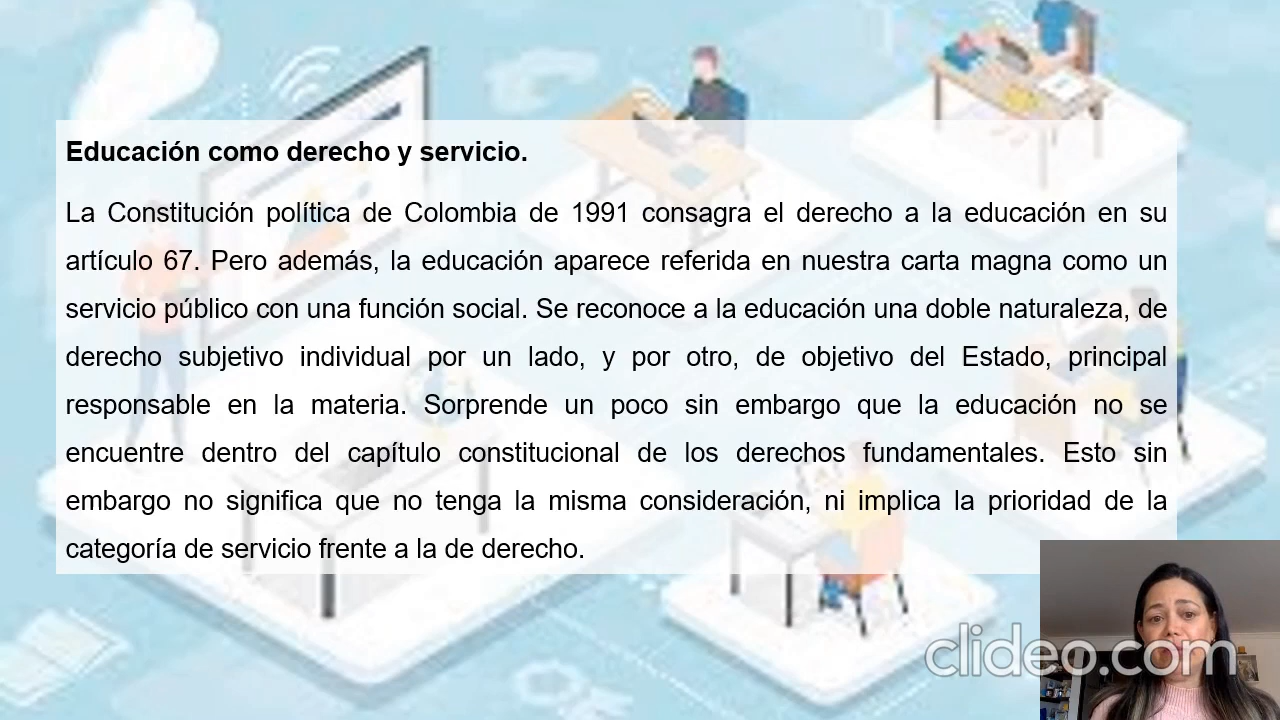 Educación como derecho y servicio.
La Constitución política de Colombia de 1991 consagra el derecho a la educación en su
artículo 67. Pero además, la educación aparece referida en nuestra carta magna como un
servicio público con una función social. Se reconoce a la educación una doble naturaleza, de
derecho subjetivo individual por un lado, y por otro, de objetivo del Estado, principal
responsable en la materia. Sorprende un poco sin embargo que la educación no se
encuentre dentro del capítulo constitucional de los derechos fundamentales. Esto sin
embargo no significa que no tenga la misma consideración, ni implica la prioridad de la
categoría de servicio frente a la de derecho.
clideo.com